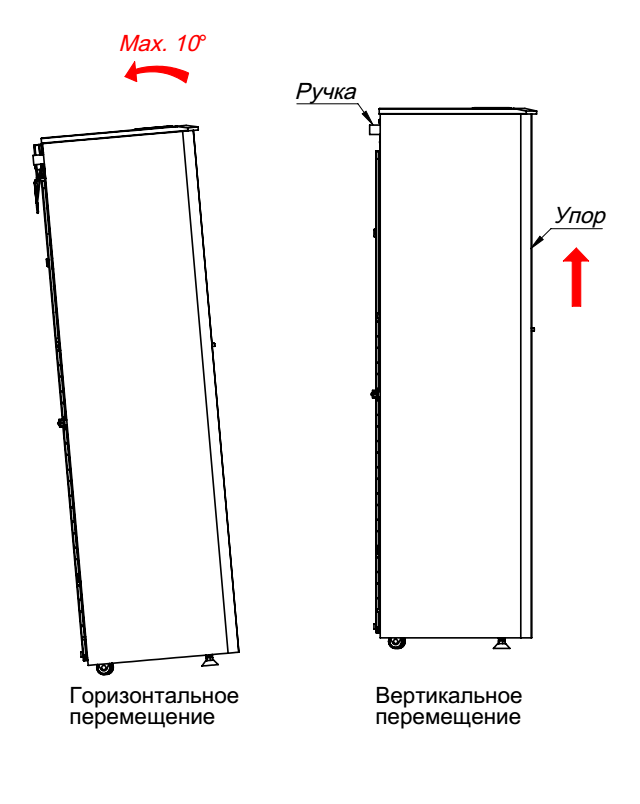 Max. 10°
Ручка
Упор
Горизонтальное
перемещение
Вертикальное
перемещение